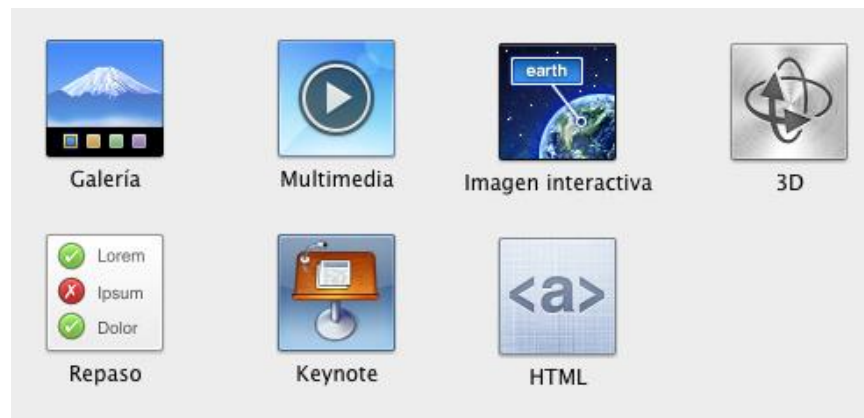 earth
Galería
Multimedia
Imagen interactiva
3D
Lorem
Ipsum
Dolor
<a>
Repaso
Keynote
HTML